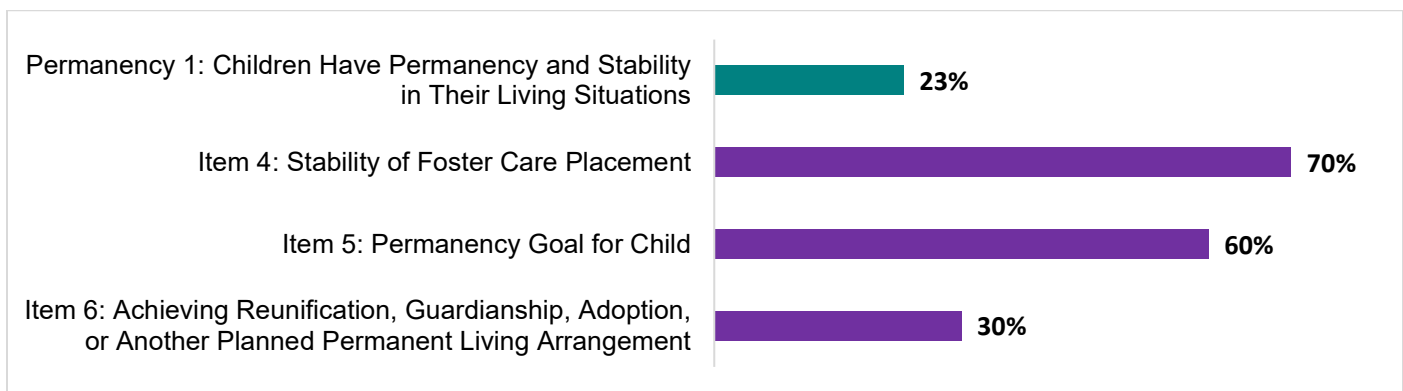 Permanency 1: Children Have Permanency and Stability
in Their Living Situations
23%
Item 4: Stability of Foster Care Placement
70%
Item 5: Permanency Goal for Child
60%
Item 6: Achieving Reunification, Guardianship, Adoption,
or Another Planned Permanent Living Arrangement
30%